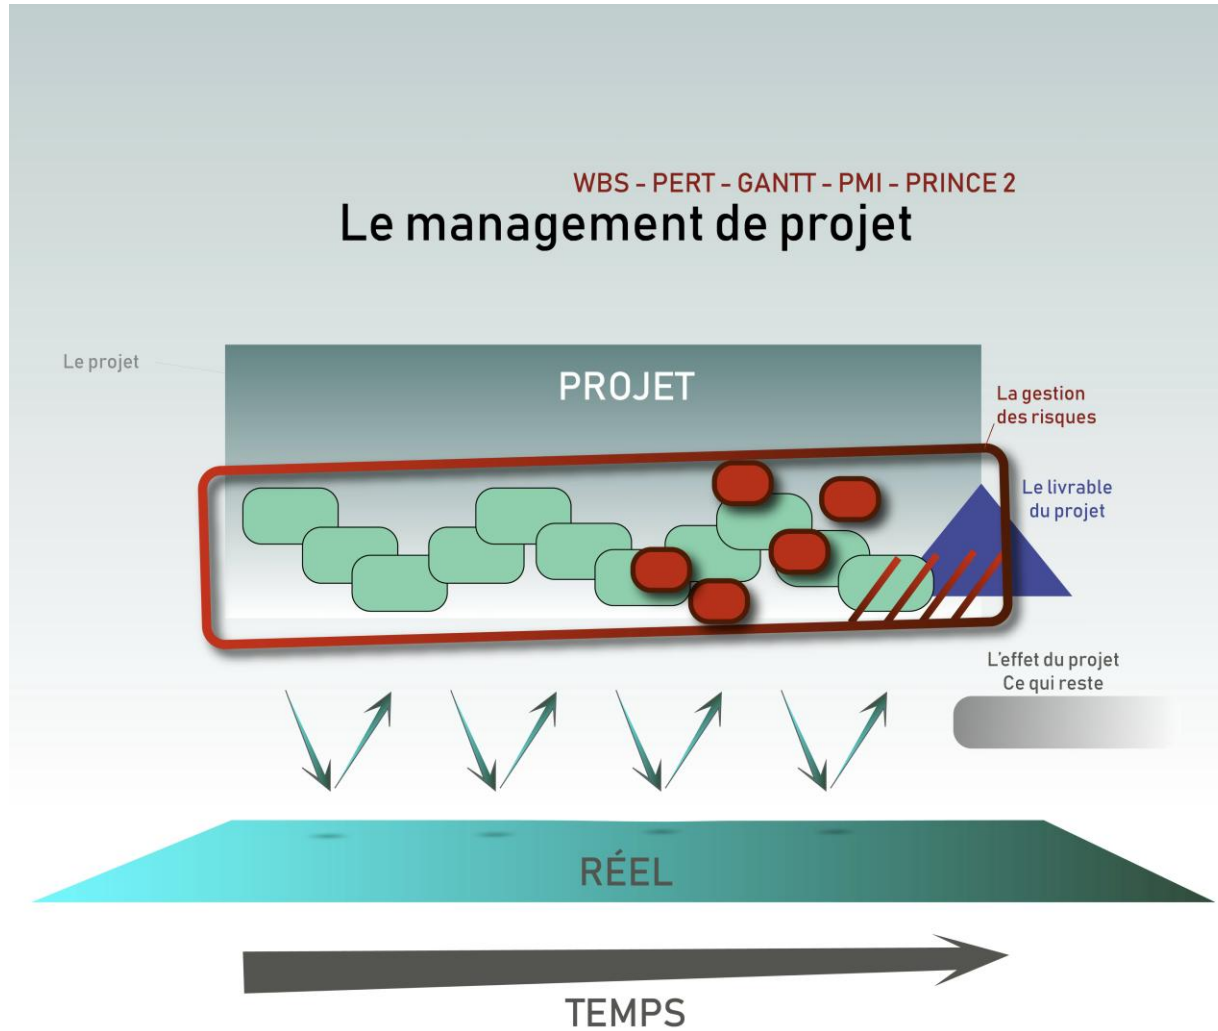 WBS - PERT - GANTT - PMI - PRINCE 2
Le management de projet
Le projet
PROJET
La gestion
des risques
Le livrable
du projet
L'effet du projet
Ce qui reste
RÉEL
TEMPS